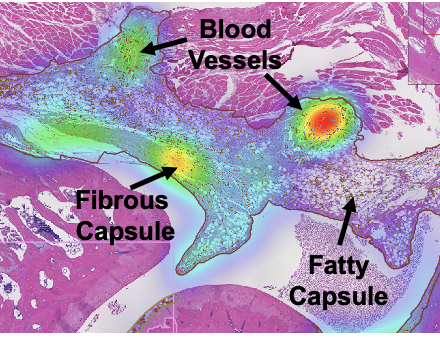 Blood
Vessels
Fibrous
Capsule
Fatty
Capsule